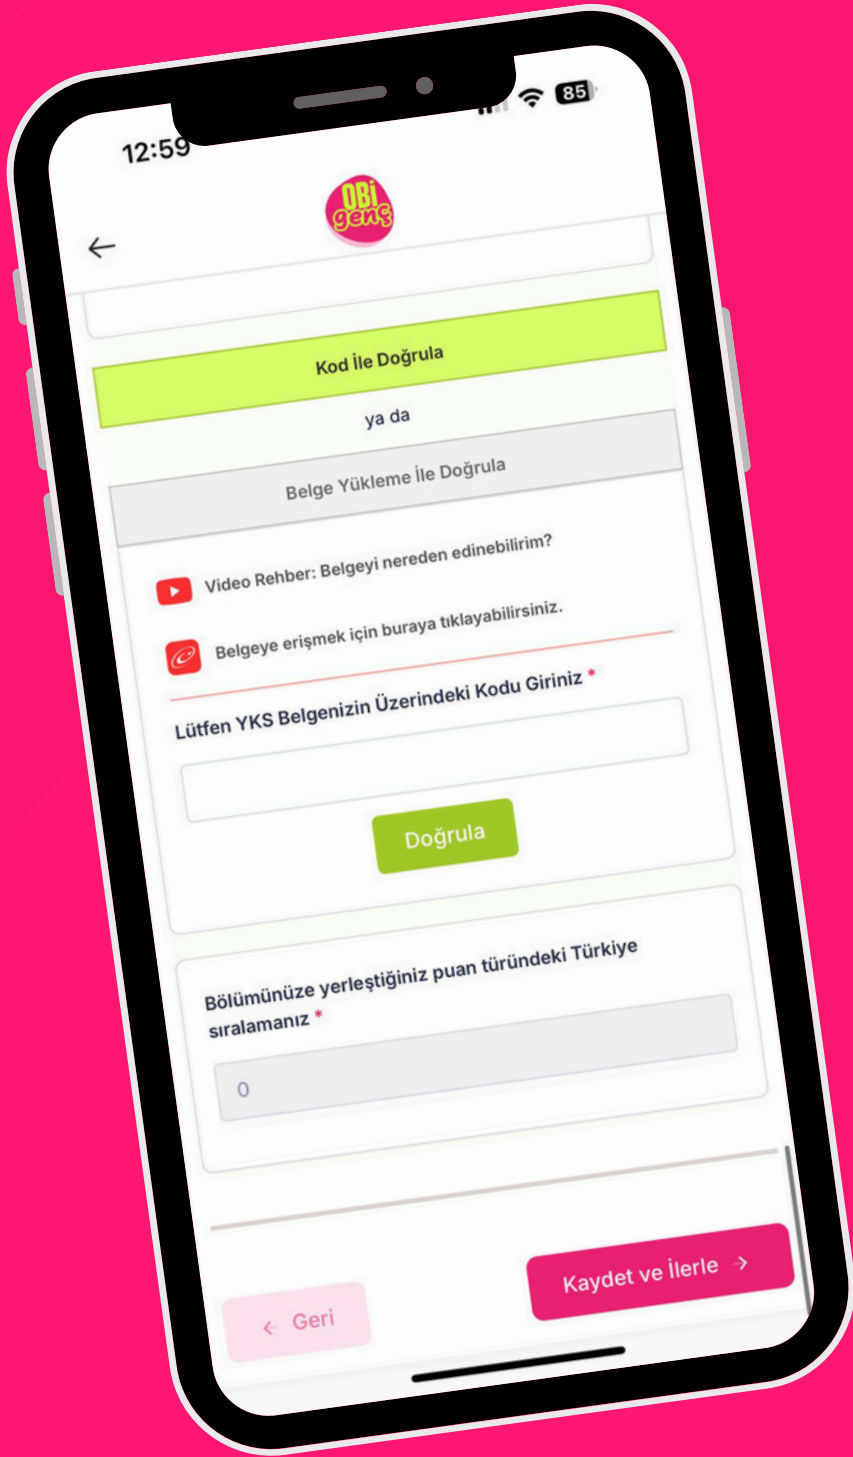 12:59
85
OBi
genç
Kod İle Doğrula
ya da
Belge Yükleme İle Doğrula
Video Rehber: Belgeyi nereden edinebilirim?
Belgeye erişmek için buraya tıklayabilirsiniz.
Lütfen YKS Belgenizin Üzerindeki Kodu Giriniz *
Doğrula
Bölümünüze yerleştiğiniz puan türündeki Türkiye
sıralamanız *
0
← Geri
Kaydet ve İlerle →